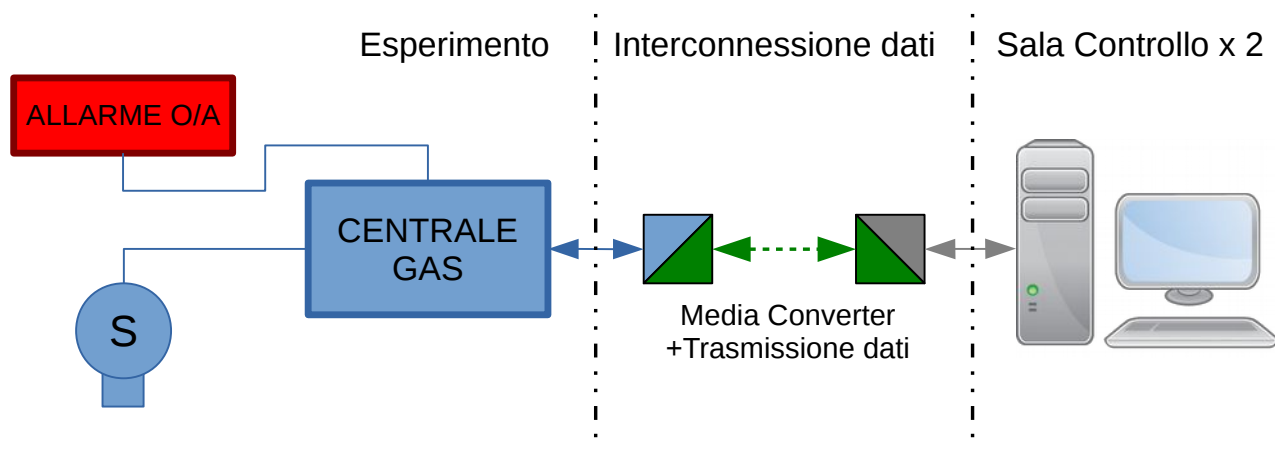 Esperimento
Interconnessione dati
Sala Controllo x 2
ALLARME O/A
CENTRALE
GAS
S
Media Converter
+Trasmissione dati